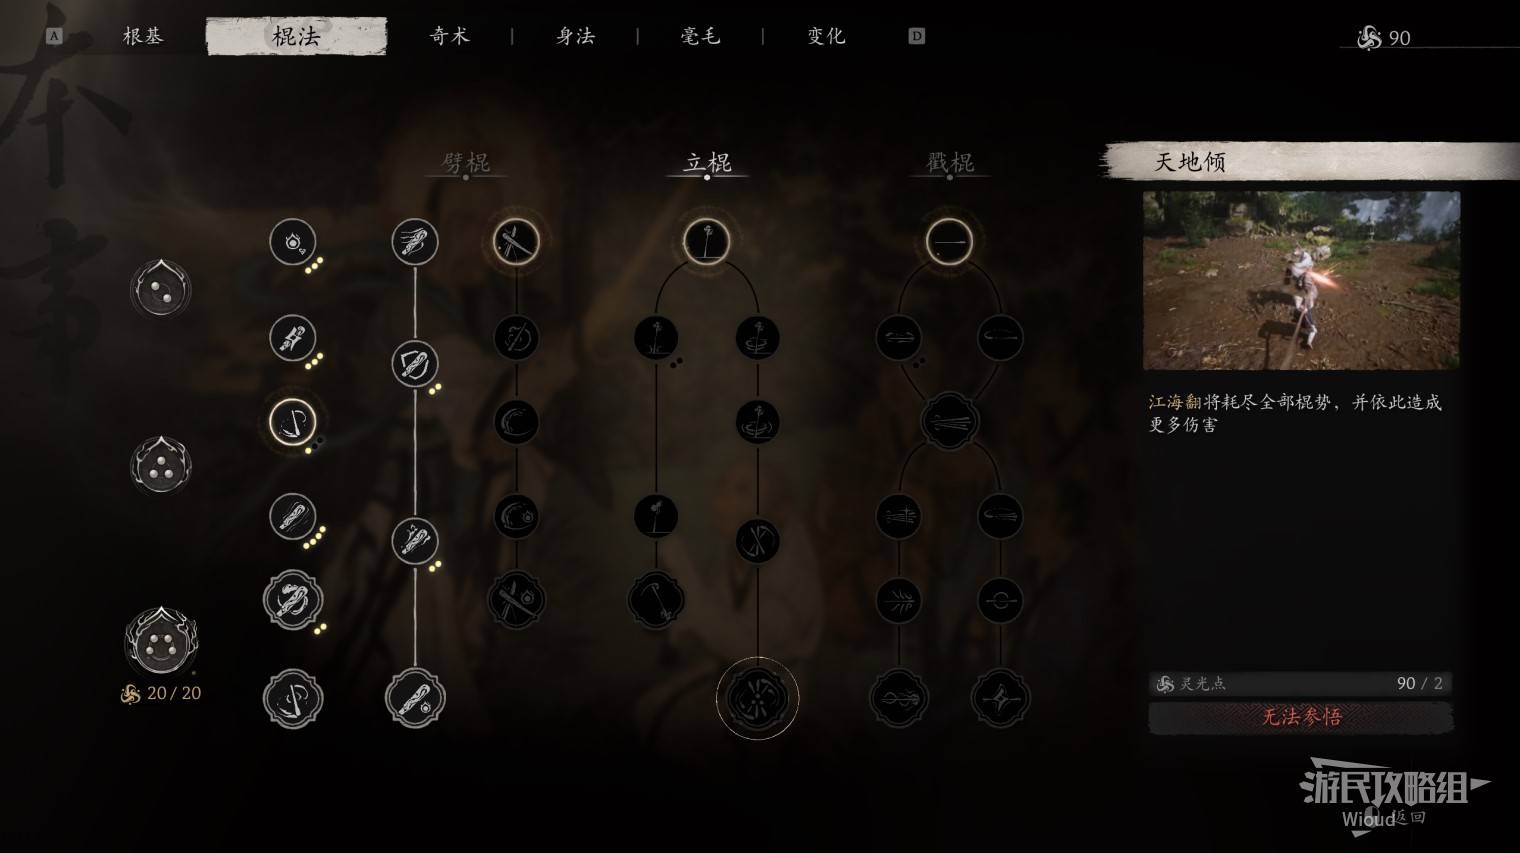 本事
A 根基 棍法 奇术 身法 毫毛 变化 D
90
劈棍 立棍 戳棍
天地倾
江海翻将耗尽全部棍势，并依此造成
更多伤害
20 / 20
灵光点 90 / 2
无法参悟
游民攻略组
Wioud
返回